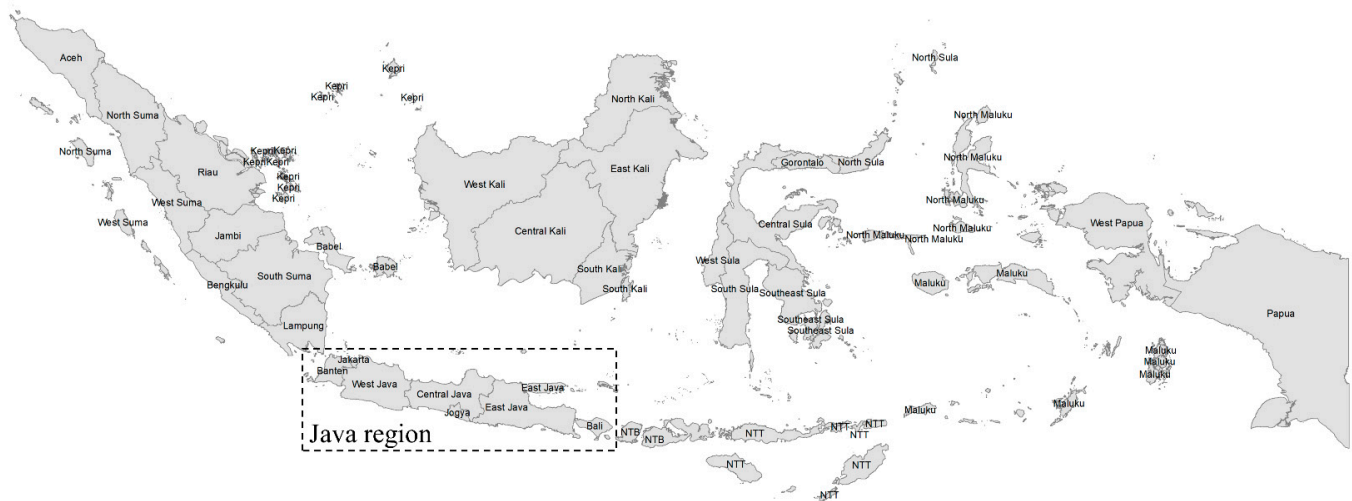 Aceh
North Sula
Kepri
Kepri
Kepri
Kepri
North Kali
North Suma
North Maluku
North Suma
Kepri
Kepri
Kepri
Kepri
Gorontalo
North Sula
North Maluku
Riau
East Kali
Kepri
West Kali
Kepri
Kepri
North Maluku
West Suma
West Suma
Central Sula
West Papua
Jambi
Central Kali
North Maluku
North Maluku
North Maluku
Babel
West Sula
Babel
South Kali
South Suma
Maluku
Maluku
Bengkulu
South Kali
South Sula
Southeast Sula
Papua
Lampung
Southeast Sula
Southeast Sula
Maluku
Jakarta
Maluku
Banten
Maluku
West Java
East Java
Central Java
Maluku
East Java
Jogya
Maluku
Bali
NTT
NTT
Java region
NTB
NTB
NTT
NTT
NTT
NTT
NTT